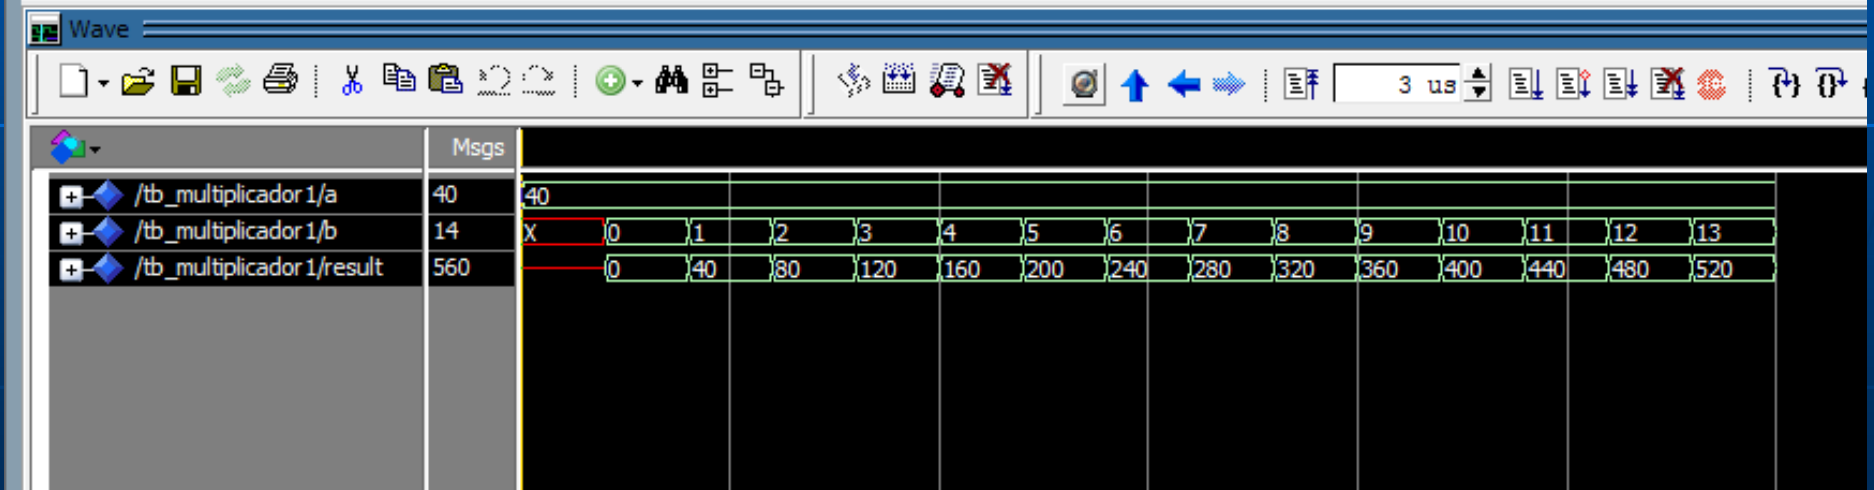 Wave
3 us
Msgs
/tb_multiplicador1/a 40 40
/tb_multiplicador1/b 14 X 0 1 2 3 4 5 6 7 8 9 10 11 12 13
/tb_multiplicador1/result 560 0 40 80 120 160 200 240 280 320 360 400 440 480 520